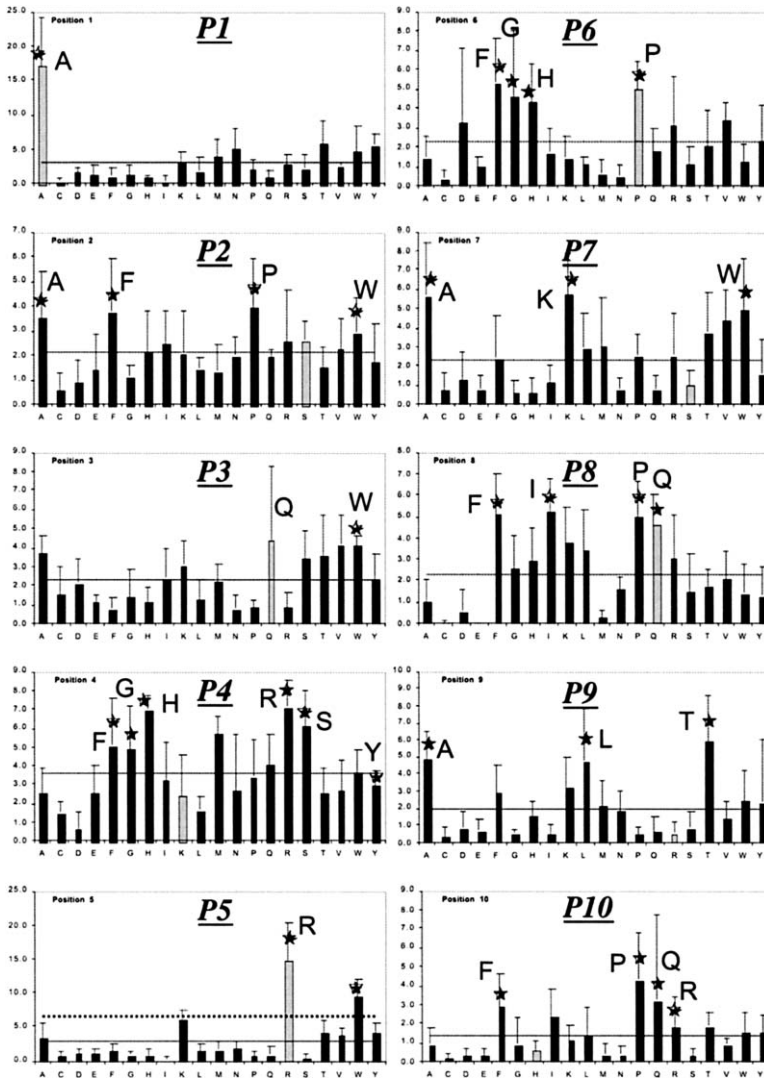 Position 1
P1
25.0
20.0
15.0
10.0
5.0
0.0
A
A C D E F G H I K L M N P Q R S T V W Y
Position 2
P2
7.0
6.0
5.0
4.0
3.0
2.0
1.0
0.0
A F P W
A C D E F G H I K L M N P Q R S T V W Y
Position 3
P3
9.0
8.0
7.0
6.0
5.0
4.0
3.0
2.0
1.0
0.0
Q W
A C D E F G H I K L M N P Q R S T V W Y
Position 4
P4
9.0
8.0
7.0
6.0
5.0
4.0
3.0
2.0
1.0
0.0
F G H R S Y
A C D E F G H I K L M N P Q R S T V W Y
Position 5
P5
25.0
20.0
15.0
10.0
5.0
0.0
R
A C D E F G H I K L M N P Q R S T V W Y
Position 6
P6
9.0
8.0
7.0
6.0
5.0
4.0
3.0
2.0
1.0
0.0
F G H P
A C D E F G H I K L M N P Q R S T V W Y
Position 7
P7
9.0
8.0
7.0
6.0
5.0
4.0
3.0
2.0
1.0
0.0
A K W
A C D E F G H I K L M N P Q R S T V W Y
Position 8
P8
9.0
8.0
7.0
6.0
5.0
4.0
3.0
2.0
1.0
0.0
F I P Q
A C D E F G H I K L M N P Q R S T V W Y
Position 9
P9
10.0
9.0
8.0
7.0
6.0
5.0
4.0
3.0
2.0
1.0
0.0
A L T
A C D E F G H I K L M N P Q R S T V W Y
Position 10
P10
9.0
8.0
7.0
6.0
5.0
4.0
3.0
2.0
1.0
0.0
F P Q R
A C D E F G H I K L M N P Q R S T V W Y